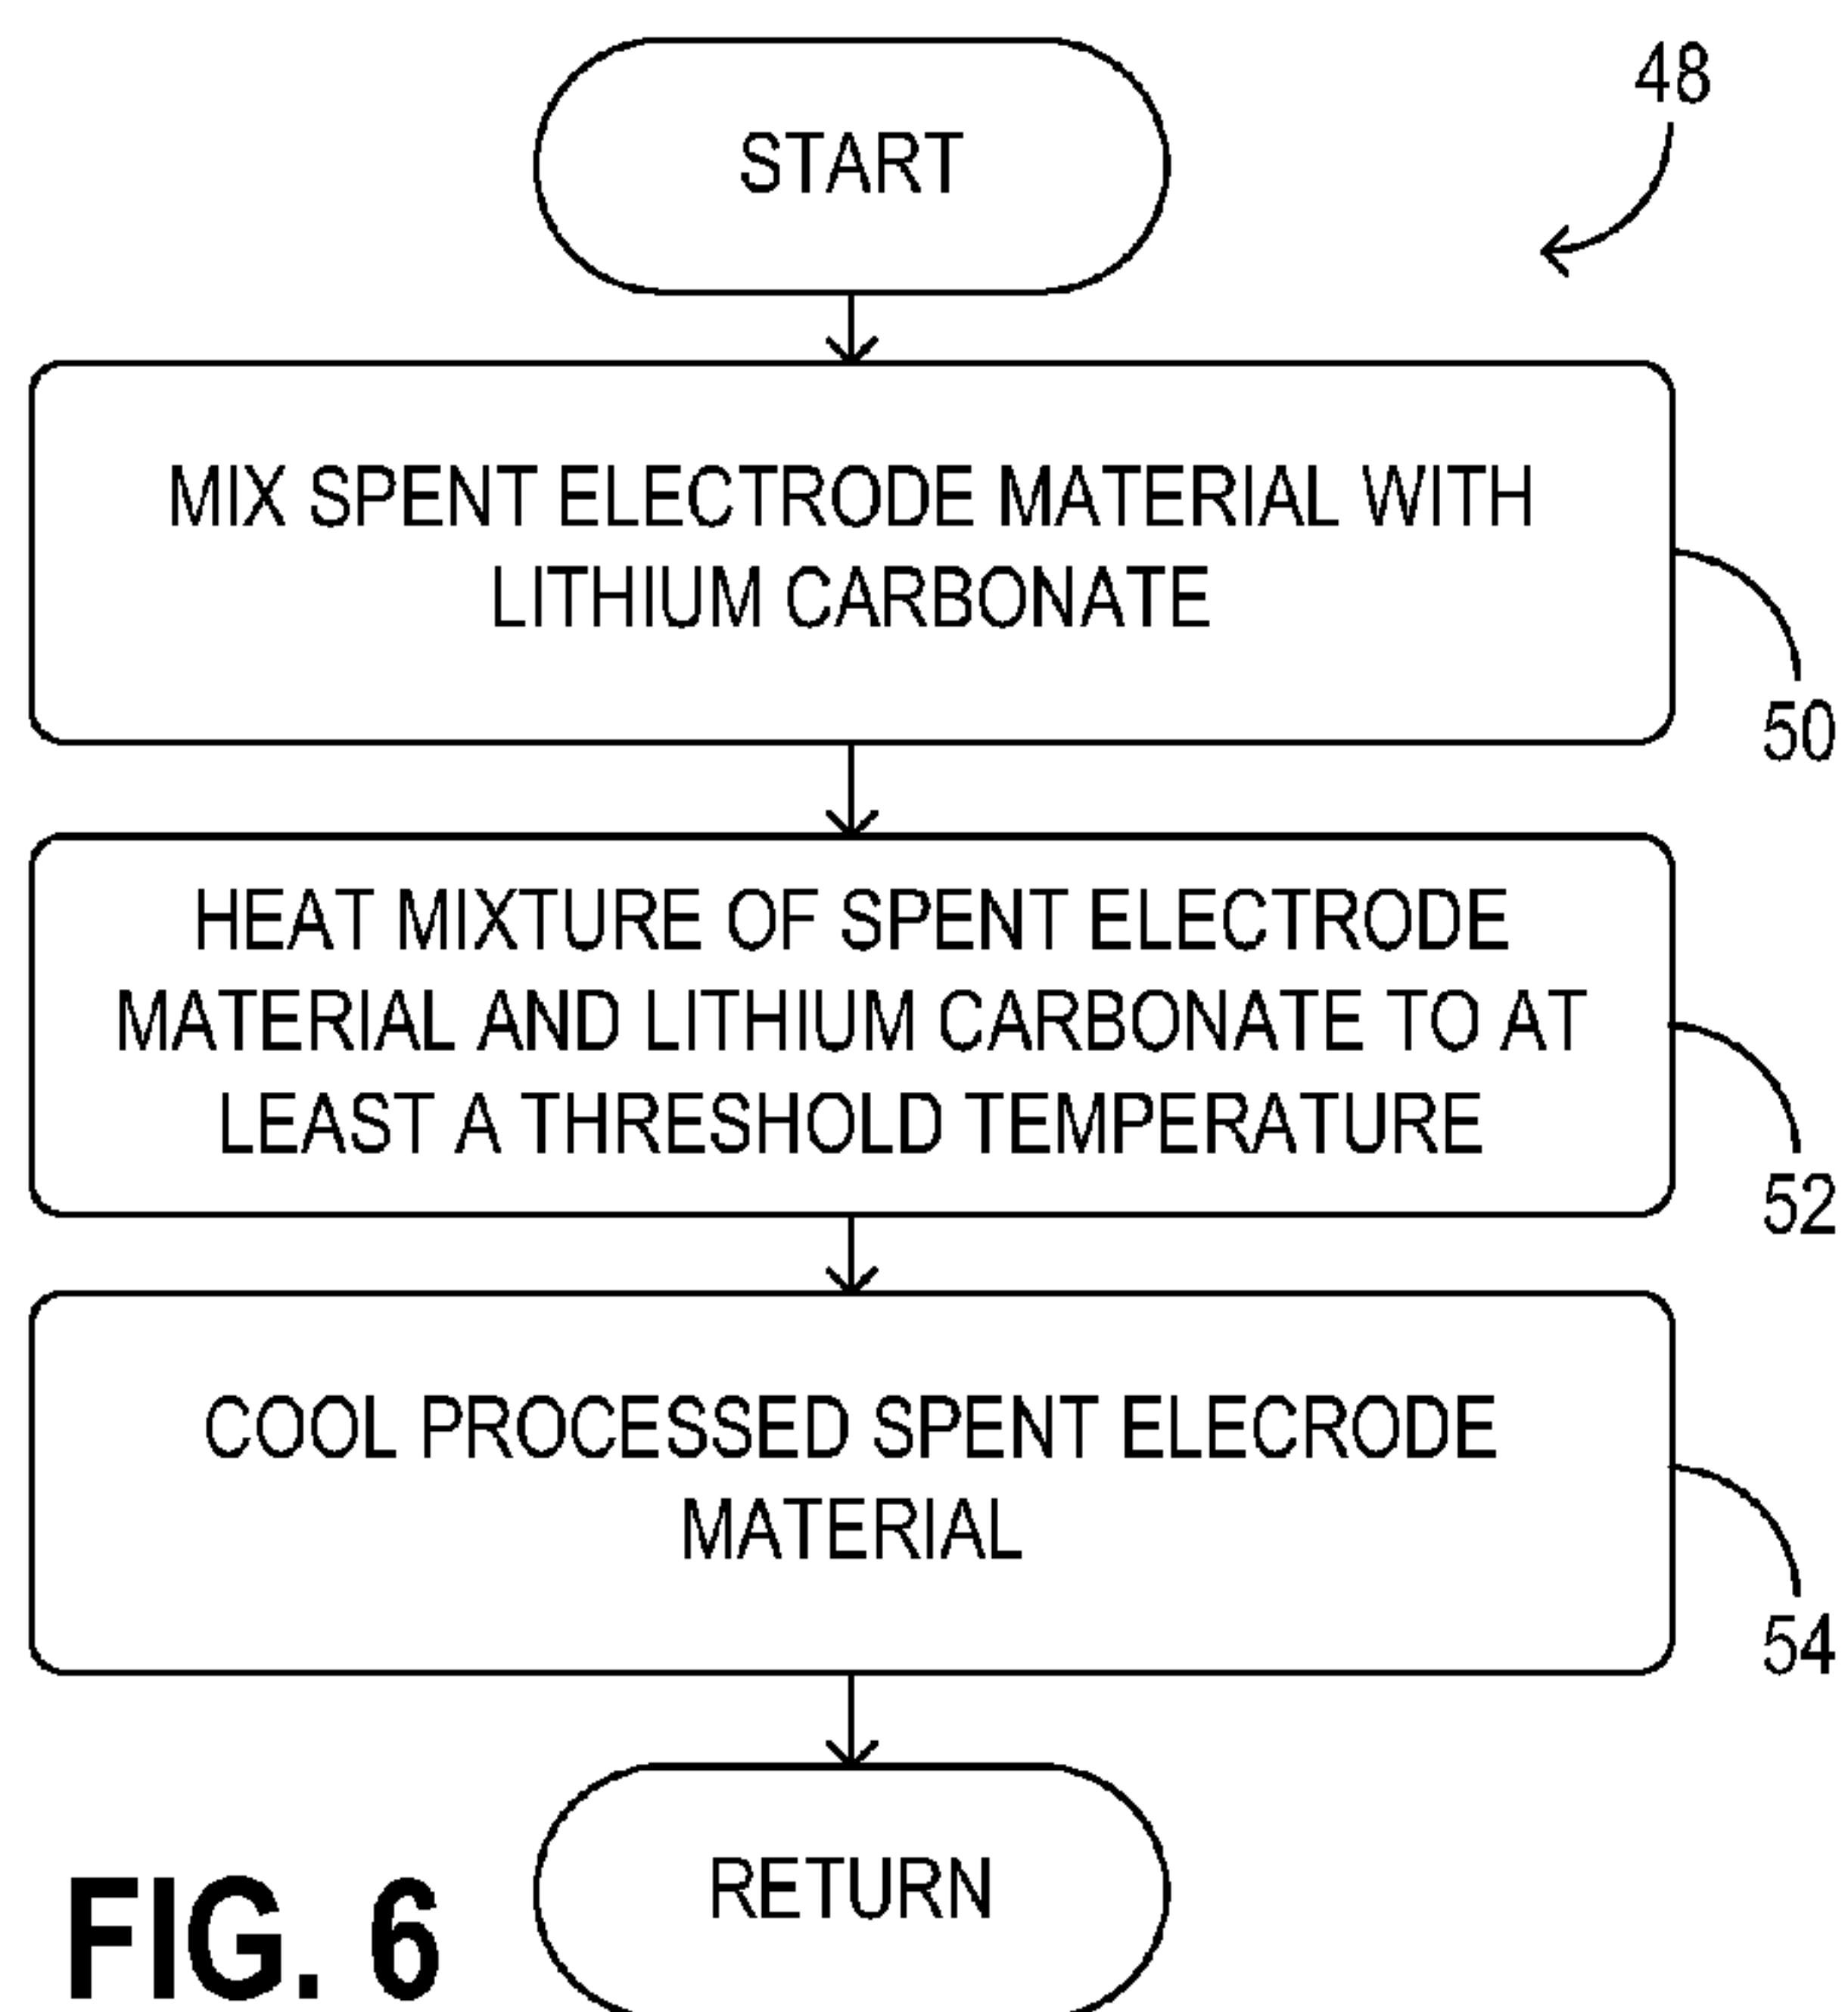 START
48
MIX SPENT ELECTRODE MATERIAL WITH
LITHIUM CARBONATE
50
HEAT MIXTURE OF SPENT ELECTRODE
MATERIAL AND LITHIUM CARBONATE TO AT
LEAST A THRESHOLD TEMPERATURE
52
COOL PROCESSED SPENT ELECRODE
MATERIAL
54
RETURN
FIG. 6